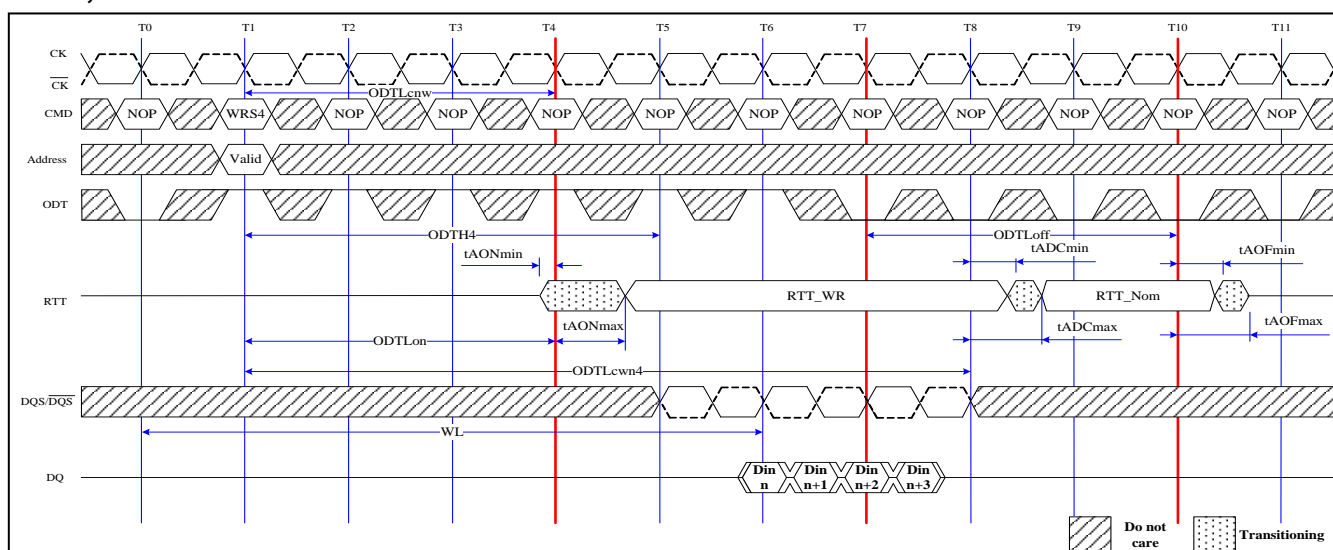 T0 T1 T2 T3 T4 T5 T6 T7 T8 T9 T10 T11
CK
CK
ODTLcnw
CMD NOP WRS4 NOP NOP NOP NOP NOP NOP NOP NOP NOP NOP
Address Valid
ODT
ODTH4 ODTLoff
tAONmin tADCmin tAOFmin
RTT RTT_WR RTT_Nom
tAONmax tADCmax tAOFmax
ODTLon
ODTLcwn4
DQS/DQS
WL
DQ Din n Din n+1 Din n+2 Din n+3
Do not care Transitioning